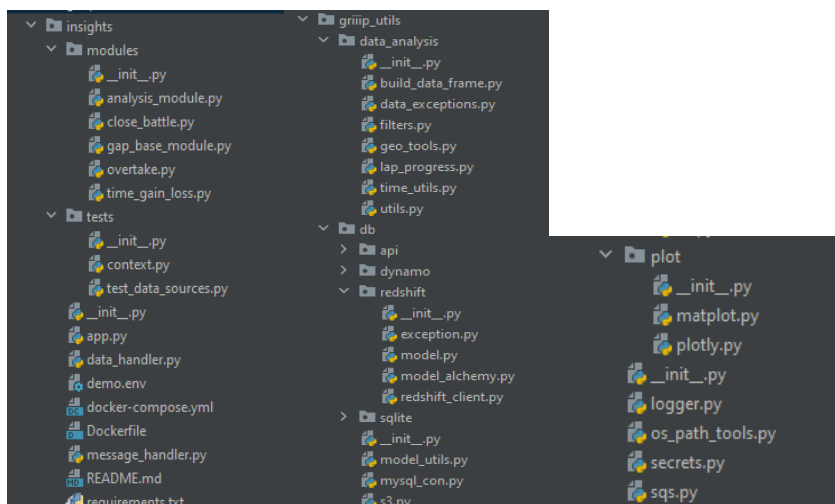 insights
modules
__init__.py
analysis_module.py
close_battle.py
gap_base_module.py
overtake.py
time_gain_loss.py
tests
__init__.py
context.py
test_data_sources.py
__init__.py
app.py
data_handler.py
demo.env
docker-compose.yml
Dockerfile
message_handler.py
README.md
requirements.txt
griiip_utils
data_analysis
__init__.py
build_data_frame.py
data_exceptions.py
filters.py
geo_tools.py
lap_progress.py
time_utils.py
utils.py
db
api
dynamo
redshift
__init__.py
exception.py
model.py
model_alchemy.py
redshift_client.py
sqlite
__init__.py
model_utils.py
mysql_con.py
s3.py
plot
__init__.py
matplot.py
plotly.py
__init__.py
logger.py
os_path_tools.py
secrets.py
sqs.py